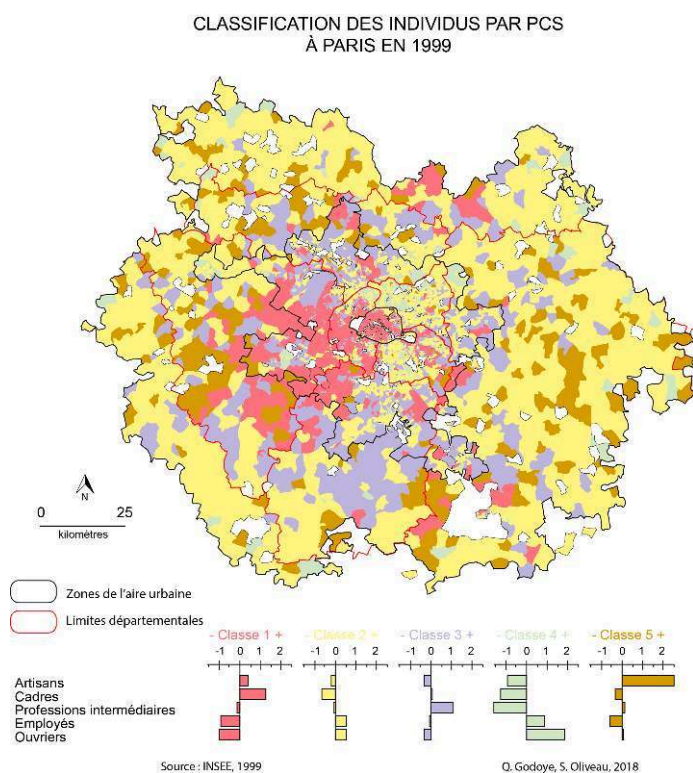 CLASSIFICATION DES INDIVIDUS PAR PCS
À PARIS EN 1999
N
0 25
kilomètres
Zones de l'aire urbaine
Limites départementales
- Classe 1 + - Classe 2 + - Classe 3 + - Classe 4 + - Classe 5 +
-1 0 1 2 -1 0 1 2 -1 0 1 2 -1 0 1 2 -1 0 1 2
Artisans
Cadres
Professions intermédiaires
Employés
Ouvriers
Source : INSEE, 1999 Q. Godoye, S. Oliveau, 2018